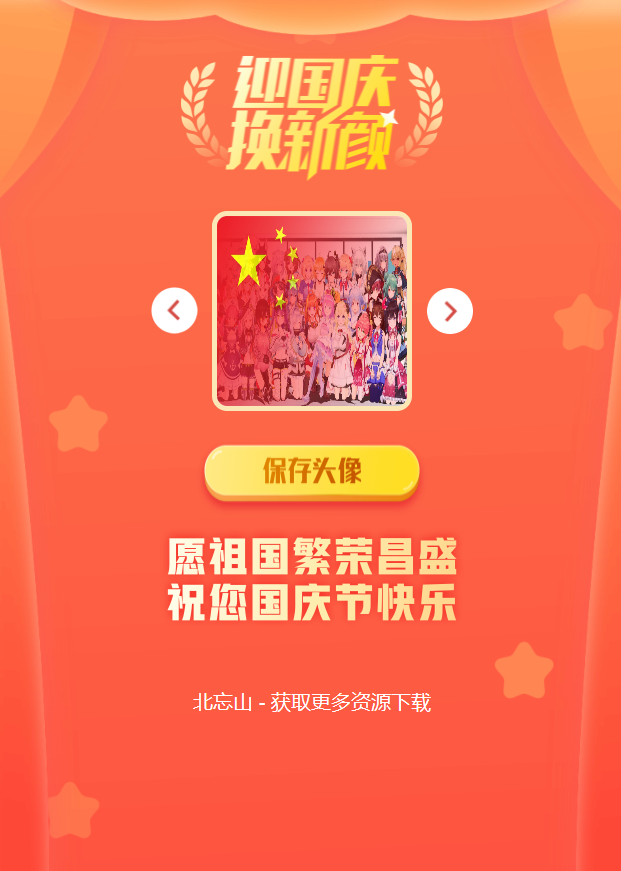 迎国庆
换新颜
保存头像
愿祖国繁荣昌盛
祝您国庆节快乐
北忘山 - 获取更多资源下载